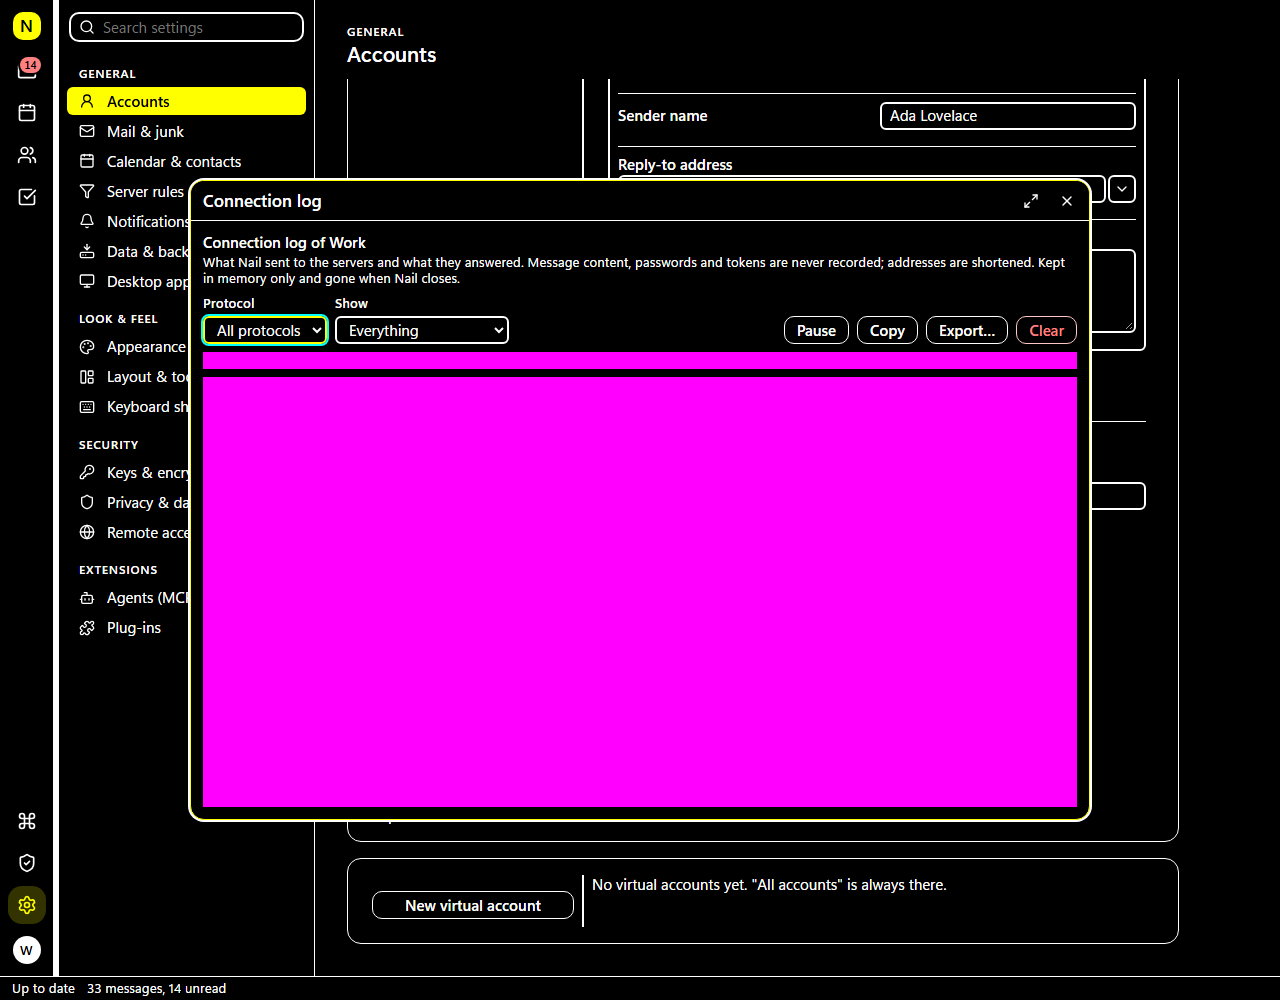 N
Search settings
14
GENERAL
Accounts
Mail & junk
Calendar & contacts
Server rules
Notifications
Data & back
Desktop app
LOOK & FEEL
Appearance
Layout & too
Keyboard sh
SECURITY
Keys & encry
Privacy & da
Remote acce
EXTENSIONS
Agents (MCP
Plug-ins
W
GENERAL
Accounts
Sender name
Ada Lovelace
Reply-to address
Connection log
Connection log of Work
What Nail sent to the servers and what they answered. Message content, passwords and tokens are never recorded; addresses are shortened. Kept
in memory only and gone when Nail closes.
Protocol
Show
All protocols
Everything
Pause
Copy
Export...
Clear
New virtual account
No virtual accounts yet. "All accounts" is always there.
Up to date
33 messages, 14 unread